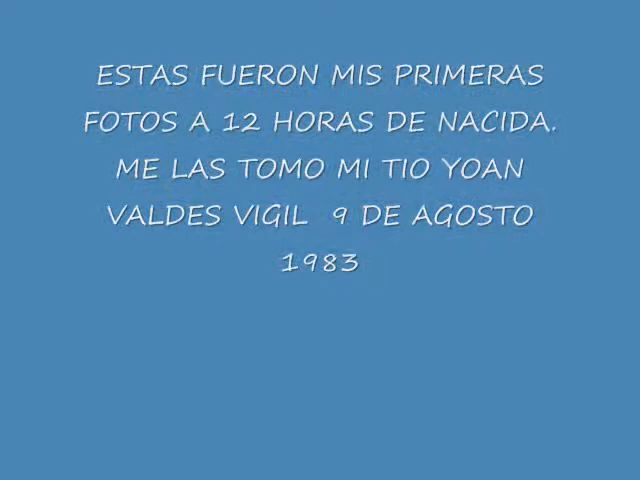 ESTAS FUERON MIS PRIMERAS
FOTOS A 12 HORAS DE NACIDA.
ME LAS TOMO MI TIO YOAN
VALDES VIGIL 9 DE AGOSTO
1983